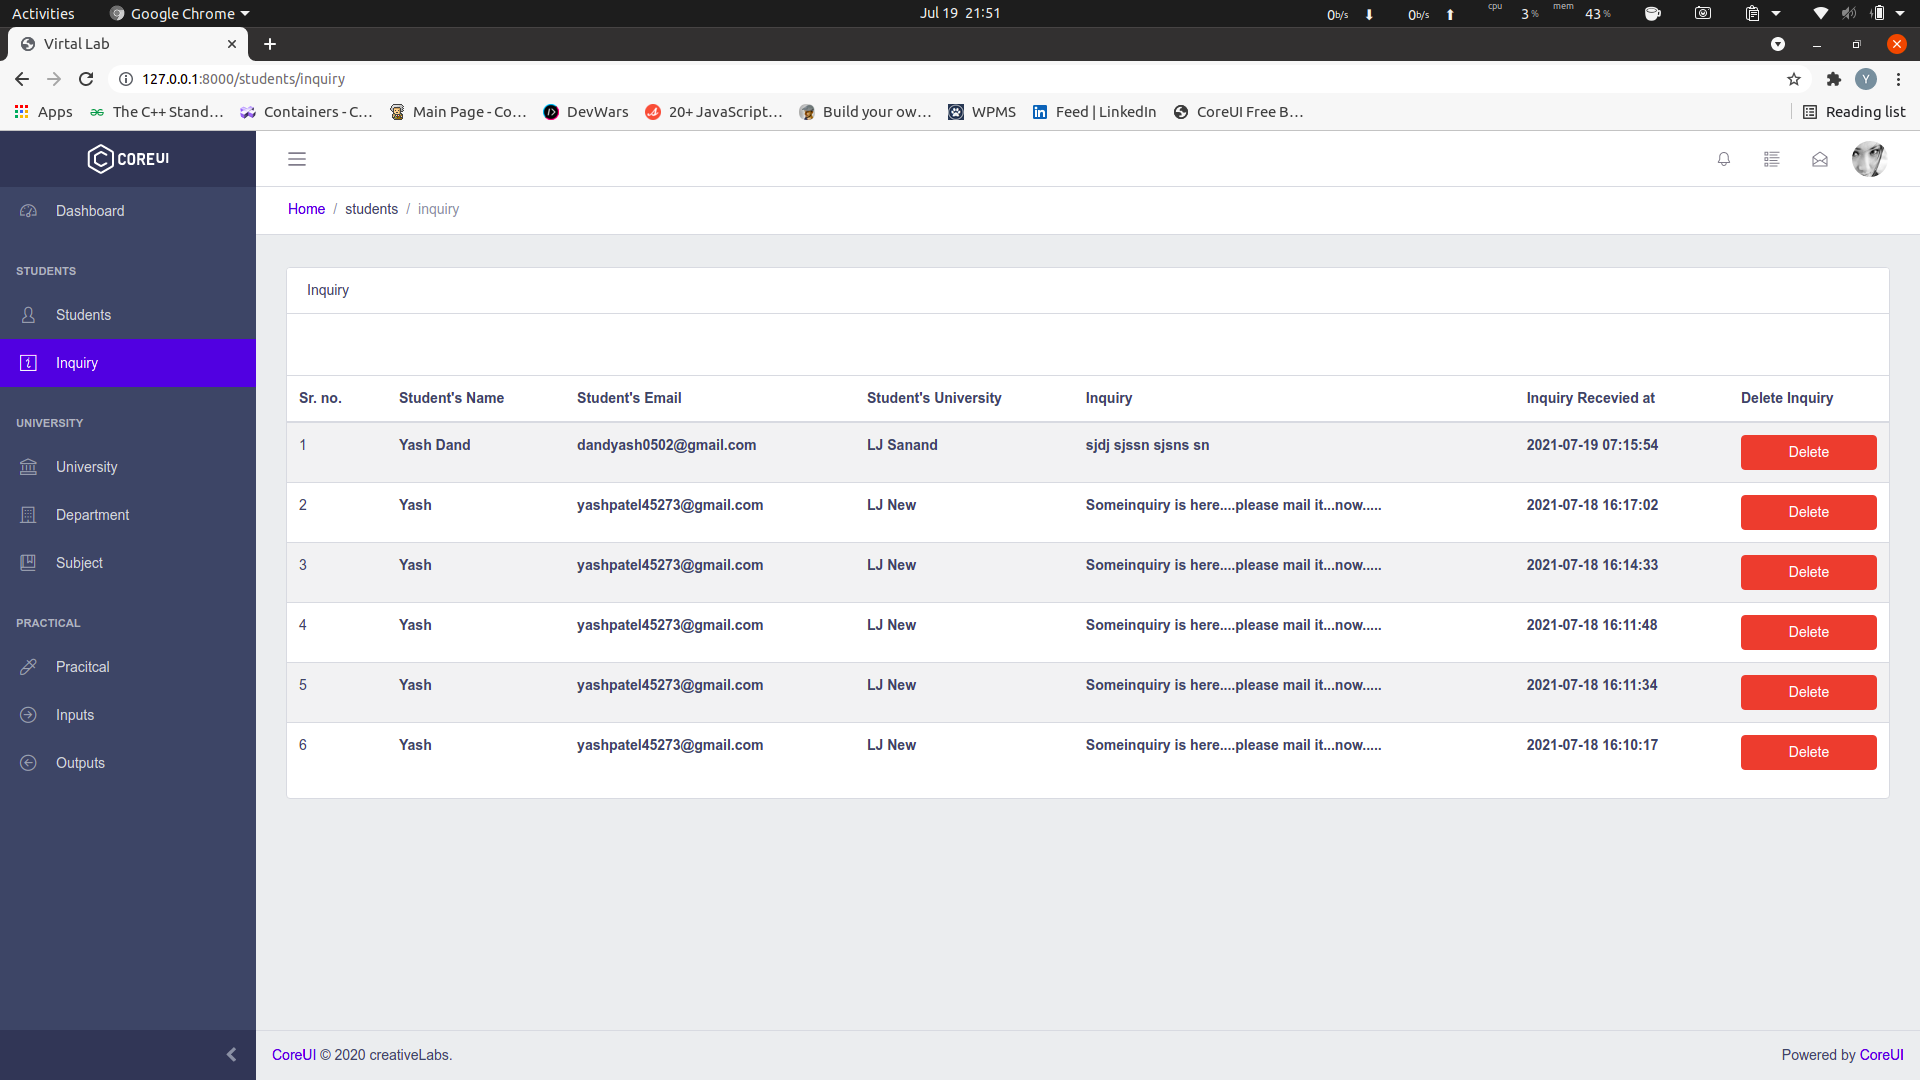 Activities Google Chrome Jul 19 21:51 0b/s 0b/s cpu 3% mem 43%
Virtal Lab
127.0.0.1:8000/students/inquiry Y
Apps The C++ Stand… Containers - C… Main Page - Co… DevWars 20+ JavaScript… Build your ow… WPMS Feed | LinkedIn CoreUI Free B… Reading list
COREUI
Home / students / inquiry
Dashboard
STUDENTS
Students
Inquiry
UNIVERSITY
University
Department
Subject
PRACTICAL
Pracitcal
Inputs
Outputs
Inquiry
Sr. no. Student's Name Student's Email Student's University Inquiry Inquiry Recevied at Delete Inquiry
1 Yash Dand dandyash0502@gmail.com LJ Sanand sjdj sjssn sjsns sn 2021-07-19 07:15:54 Delete
2 Yash yashpatel45273@gmail.com LJ New Someinquiry is here....please mail it...now..... 2021-07-18 16:17:02 Delete
3 Yash yashpatel45273@gmail.com LJ New Someinquiry is here....please mail it...now..... 2021-07-18 16:14:33 Delete
4 Yash yashpatel45273@gmail.com LJ New Someinquiry is here....please mail it...now..... 2021-07-18 16:11:48 Delete
5 Yash yashpatel45273@gmail.com LJ New Someinquiry is here....please mail it...now..... 2021-07-18 16:11:34 Delete
6 Yash yashpatel45273@gmail.com LJ New Someinquiry is here....please mail it...now..... 2021-07-18 16:10:17 Delete
CoreUI © 2020 creativeLabs. Powered by CoreUI